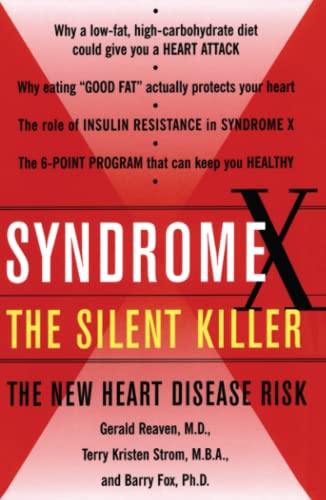 •
Why a low-fat, high-carbohydrate diet
could give you a HEART ATTACK
•
Why eating “GOOD FAT” actually protects your heart
•
The role of INSULIN RESISTANCE in SYNDROME X
•
The 6-POINT PROGRAM that can keep you HEALTHY
•
SYNDROME X
THE SILENT KILLER
THE NEW HEART DISEASE RISK
Gerald Reaven, M.D.,
Terry Kristen Strom, M.B.A.,
and Barry Fox, Ph.D.